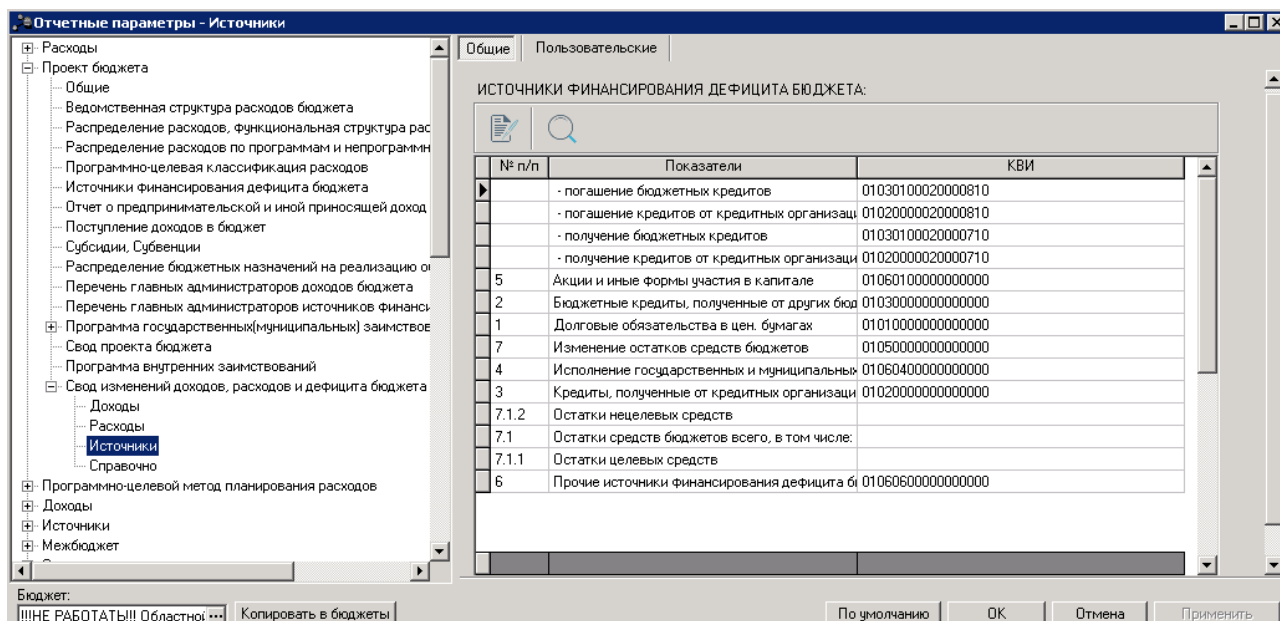 Отчетные параметры - Источники
Расходы
Проект бюджета
Общие
Ведомственная структура расходов бюджета
Распределение расходов, функциональная структура рас
Распределение расходов по программам и непрограммн
Программно-целевая классификация расходов
Источники финансирования дефицита бюджета
Отчет о предпринимательской и иной приносящей доход
Поступление доходов в бюджет
Субсидии, Субвенции
Распределение бюджетных назначений на реализацию о
Перечень главных администраторов доходов бюджета
Перечень главных администраторов источников финанси
Программа государственных(муниципальных) заимствов
Свод проекта бюджета
Программа внутренних заимствований
Свод изменений доходов, расходов и дефицита бюджета
Доходы
Расходы
Источники
Справочно
Программно-целевой метод планирования расходов
Доходы
Источники
Межбюджет
Бюджет:
!!!НЕ РАБОТАТЬ!!! Областной ... Копировать в бюджеты
Общие Пользовательские
ИСТОЧНИКИ ФИНАНСИРОВАНИЯ ДЕФИЦИТА БЮДЖЕТА:
№ п/п Показатели КВИ
- погашение бюджетных кредитов 01030100020000810
- погашение кредитов от кредитных организаци 01020000020000810
- получение бюджетных кредитов 01030100020000710
- получение кредитов от кредитных организаци 01020000020000710
5 Акции и иные формы участия в капитале 01060100000000000
2 Бюджетные кредиты, полученные от других бюд 01030000000000000
1 Долговые обязательства в цен. бумагах 01010000000000000
7 Изменение остатков средств бюджетов 01050000000000000
4 Исполнение государственных и муниципальных 01060400000000000
3 Кредиты, полученные от кредитных организаци 01020000000000000
7.1.2 Остатки нецелевых средств
7.1 Остатки средств бюджетов всего, в том числе:
7.1.1 Остатки целевых средств
6 Прочие источники финансирования дефицита б 01060600000000000
По умолчанию OK Отмена Применить